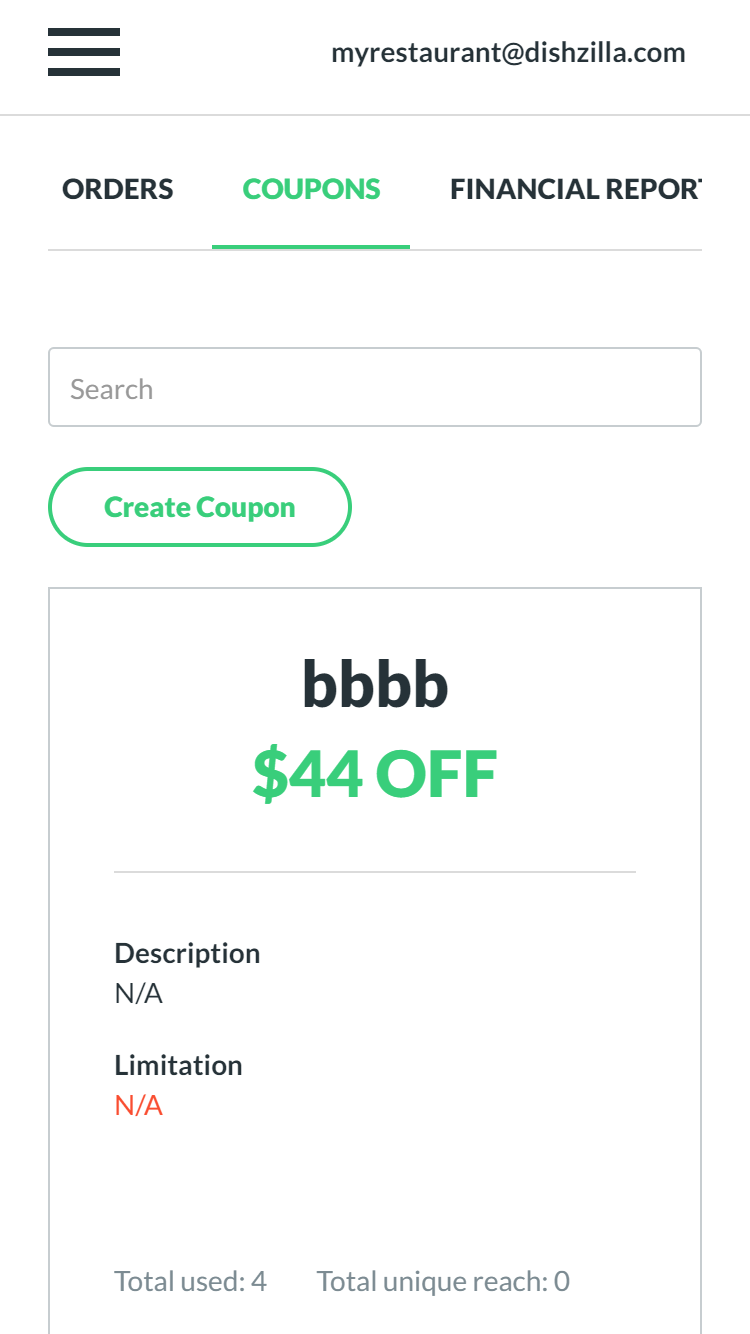 myrestaurant@dishzilla.com
ORDERS COUPONS FINANCIAL REPORT
Search
Create Coupon
bbbb
$44 OFF
Description
N/A
Limitation
N/A
Total used: 4 Total unique reach: 0